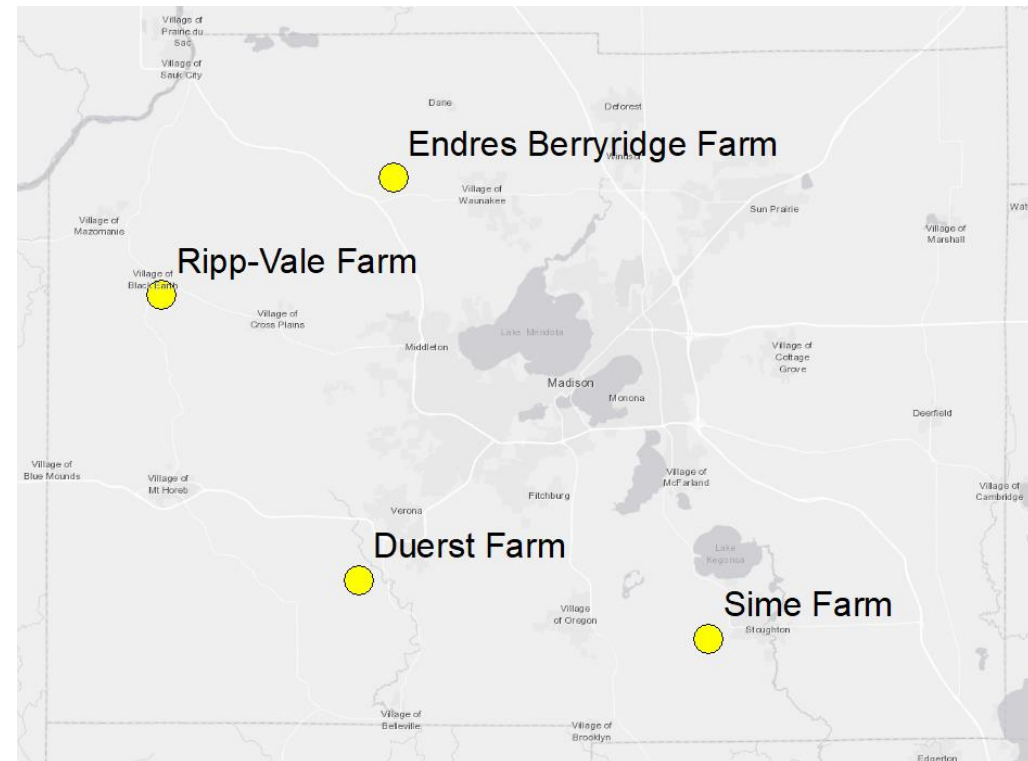 Village of
Prairie du
Sac
Village of
Sauk City
Dane
Deforest
Endres Berryridge Farm
Windsor
Village of
Waunakee
Sun Prairie
Village of
Mazomanie
Village of
Marshall
Ripp-Vale Farm
Village of
Black Earth
Village of
Cross Plains
Lake Mendota
Middleton
Village of
Cottage
Grove
Madison
Monona
Deerfield
Village of
Blue Mounds
Village of
Mt Horeb
Village of
McFarland
Village of
Cambridge
Fitchburg
Verona
Duerst Farm
Lake
Kegonsa
Sime Farm
Village
of Oregon
Stoughton
Village of
Belleville
Village of
Brooklyn
Edgerton